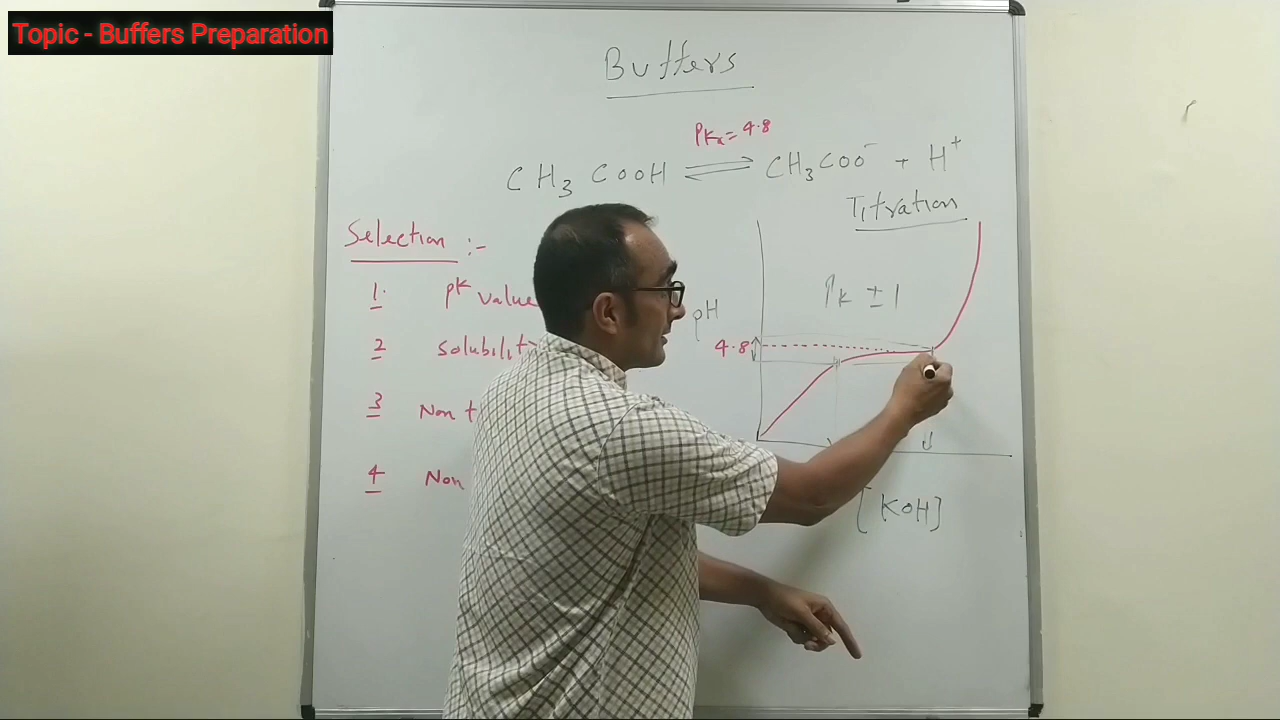 Topic - Buffers Preparation
Buffers
PKa = 4.8
CH3COOH ⇌ CH3COO⁻ + H⁺
Titration
Selection :-
1. pK value
2 solubilit
3 Non t
4 Non
PK ± 1
pH
4.8
[KOH]